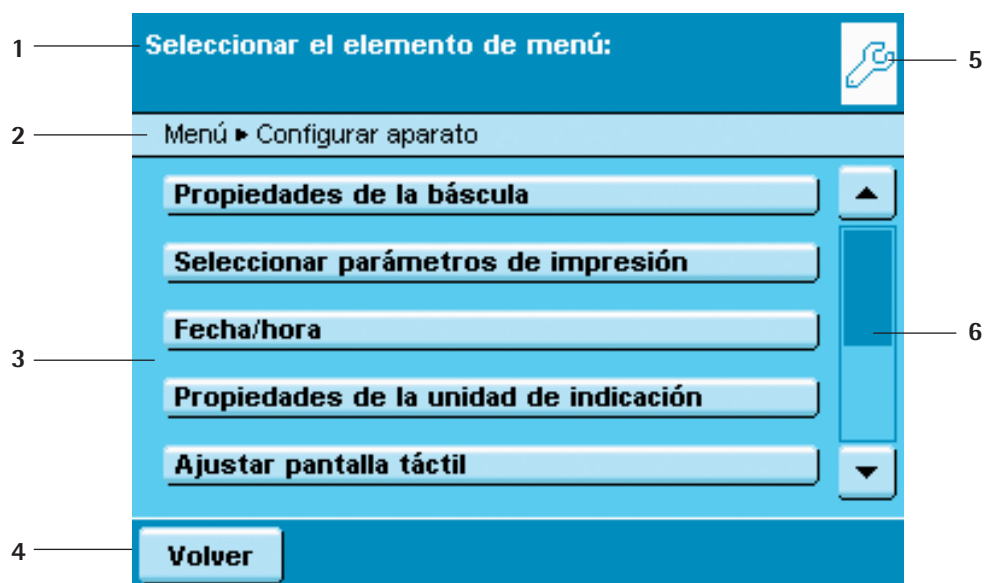 1 Seleccionar el elemento de menú: 5
2 Menú ▸ Configurar aparato
Propiedades de la báscula
Seleccionar parámetros de impresión
Fecha/hora 6
3
Propiedades de la unidad de indicación
Ajustar pantalla táctil
4 Volver